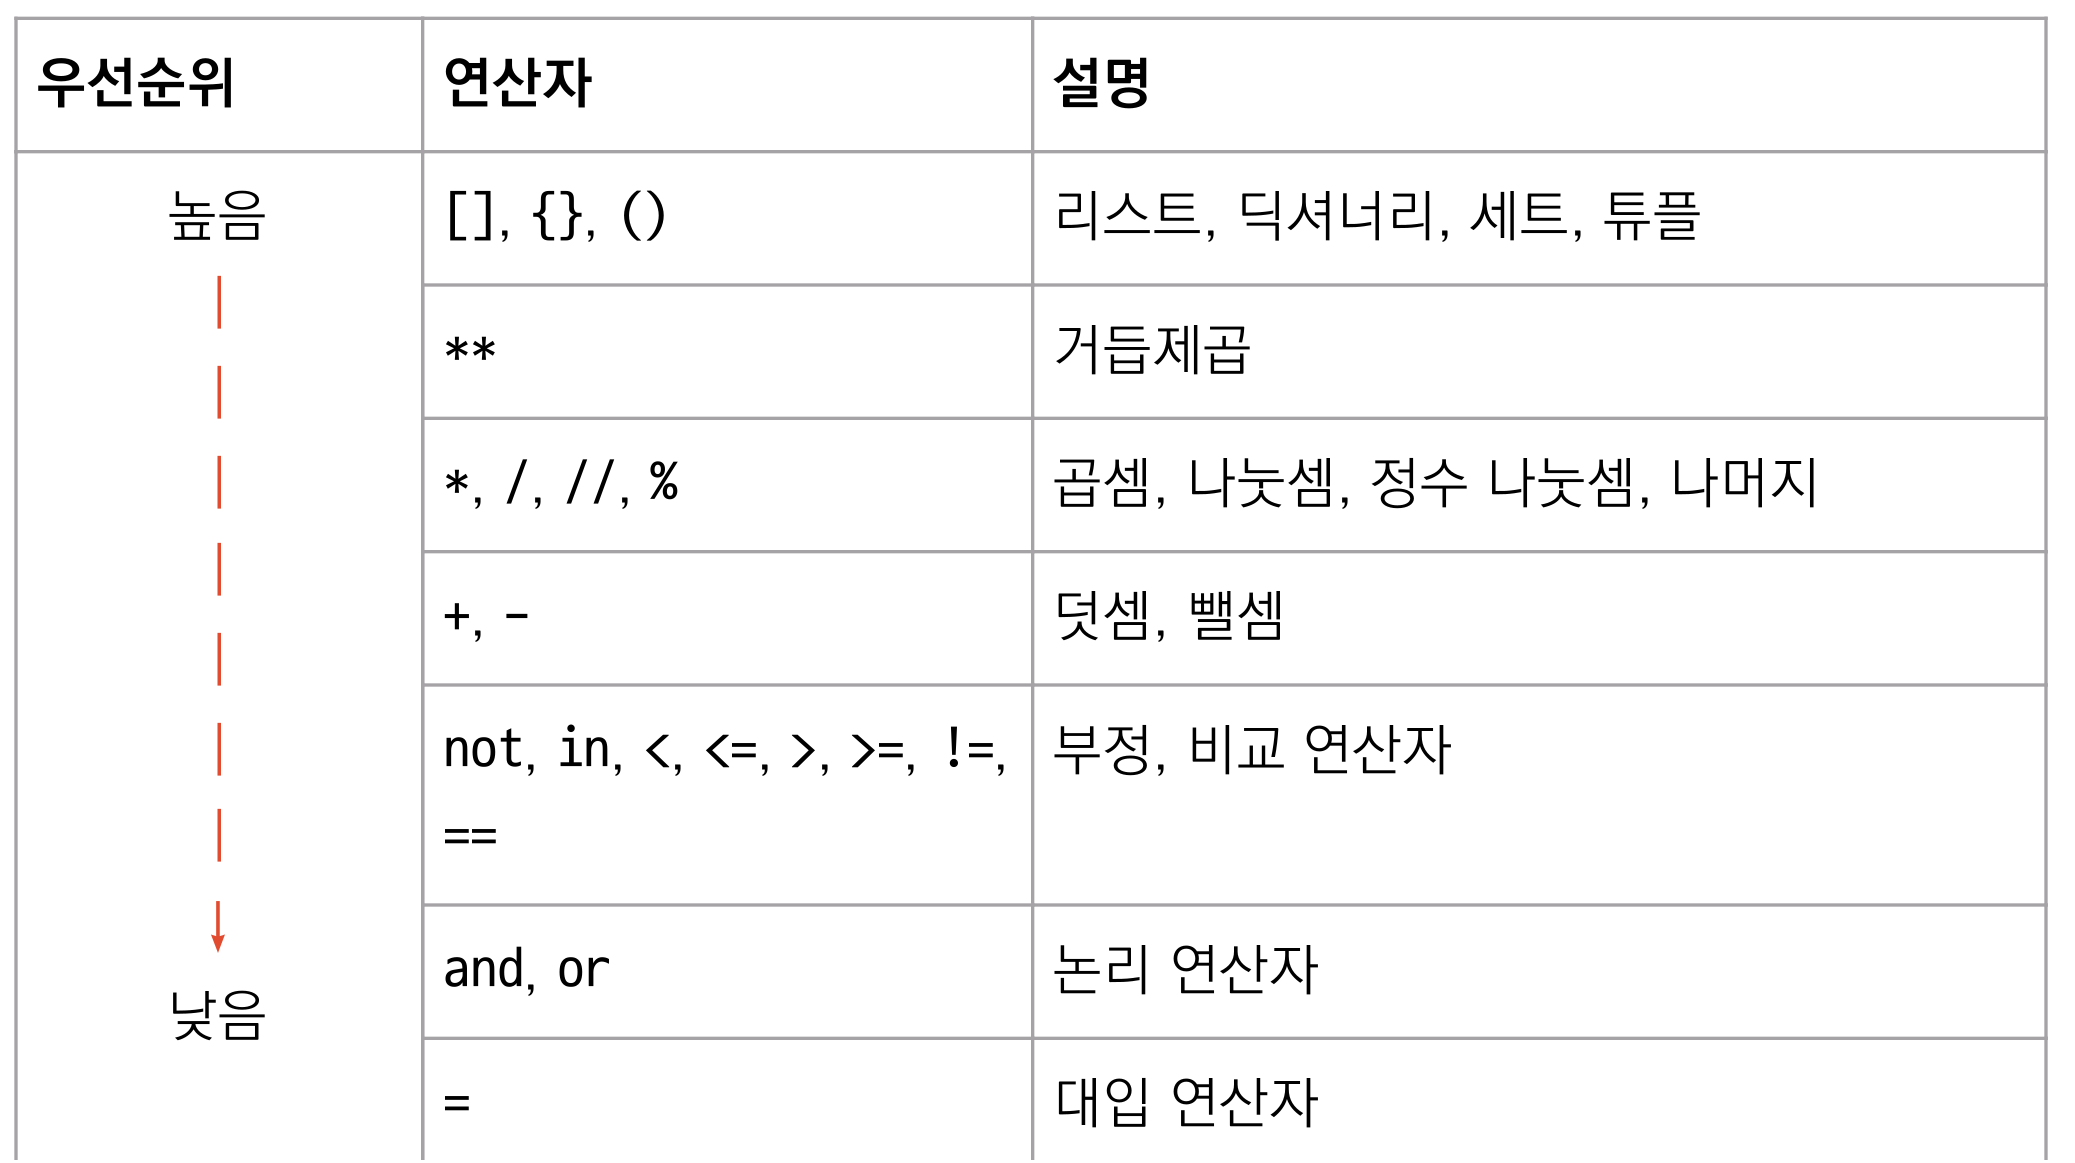 우선순위 연산자 설명
높음 [], {}, () 리스트, 딕셔너리, 세트, 튜플
** 거듭제곱
*, /, //, % 곱셈, 나눗셈, 정수 나눗셈, 나머지
+, - 덧셈, 뺄셈
not, in, <, <=, >, >=, !=, 부정, 비교 연산자
==
and, or 논리 연산자
낮음
= 대입 연산자